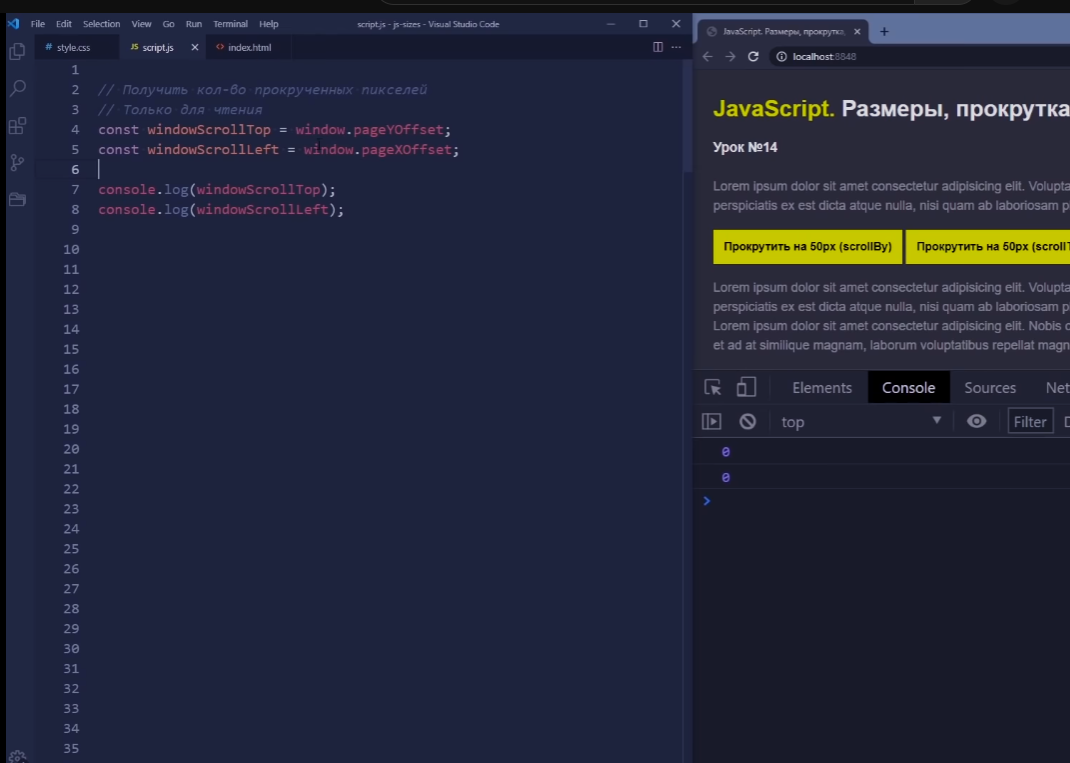 File Edit Selection View Go Run Terminal Help script.js - js-sizes - Visual Studio Code
# style.css JS script.js index.html
1
2 // Получить кол-во прокрученных пикселей
3 // Только для чтения
4 const windowScrollTop = window.pageYOffset;
5 const windowScrollLeft = window.pageXOffset;
6
7 console.log(windowScrollTop);
8 console.log(windowScrollLeft);
9
10
11
12
13
14
15
16
17
18
19
20
21
22
23
24
25
26
27
28
29
30
31
32
33
34
35
JavaScript. Размеры, прокрутка,
localhost:8848
JavaScript. Размеры, прокрутка
Урок №14
Lorem ipsum dolor sit amet consectetur adipisicing elit. Volupta
perspiciatis ex est dicta atque nulla, nisi quam ab laboriosam p
Прокрутить на 50px (scrollBy) Прокрутить на 50px (scrollT
Lorem ipsum dolor sit amet consectetur adipisicing elit. Volupta
perspiciatis ex est dicta atque nulla, nisi quam ab laboriosam p
Lorem ipsum dolor sit amet consectetur adipisicing elit. Nobis
et ad at similique magnam, laborum voluptatibus repellat magn
Elements Console Sources Net
top Filter
0
0